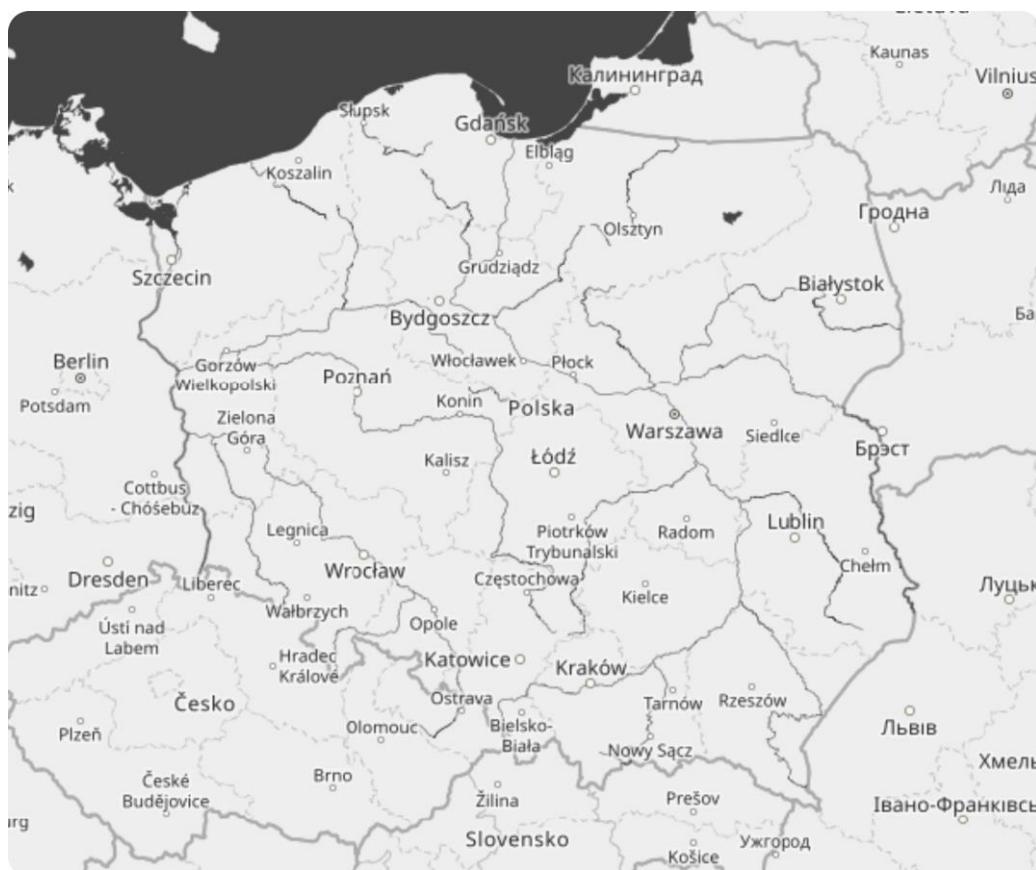 Kaunas
Калининград
Vilnius
Słupsk
Gdańsk
Elbląg
Koszalin
Ліда
Гродна
Olsztyn
Grudziądz
Szczecin
Białystok
Bydgoszcz
Berlin
Gorzów
Wielkopolski
Włocławek
Płock
Poznań
Potsdam
Konin
Polska
Zielona
Góra
Warszawa
Siedlce
Брэст
Łódź
Kalisz
Cottbus
- Chóśebuz
zig
Legnica
Piotrków
Trybunalski
Radom
Lublin
Chełm
Dresden
Liberec
Wrocław
Częstochowa
nitz
Wałbrzych
Kielce
Луцьк
Ústí nad
Labem
Opole
Hradec
Králové
Katowice
Kraków
Česko
Ostrava
Tarnów
Rzeszów
Plzeň
Olomouc
Bielsko-
Biała
Nowy Sącz
Львів
Brno
České
Budějovice
Žilina
Prešov
Slovensko
Košice
Ужгород